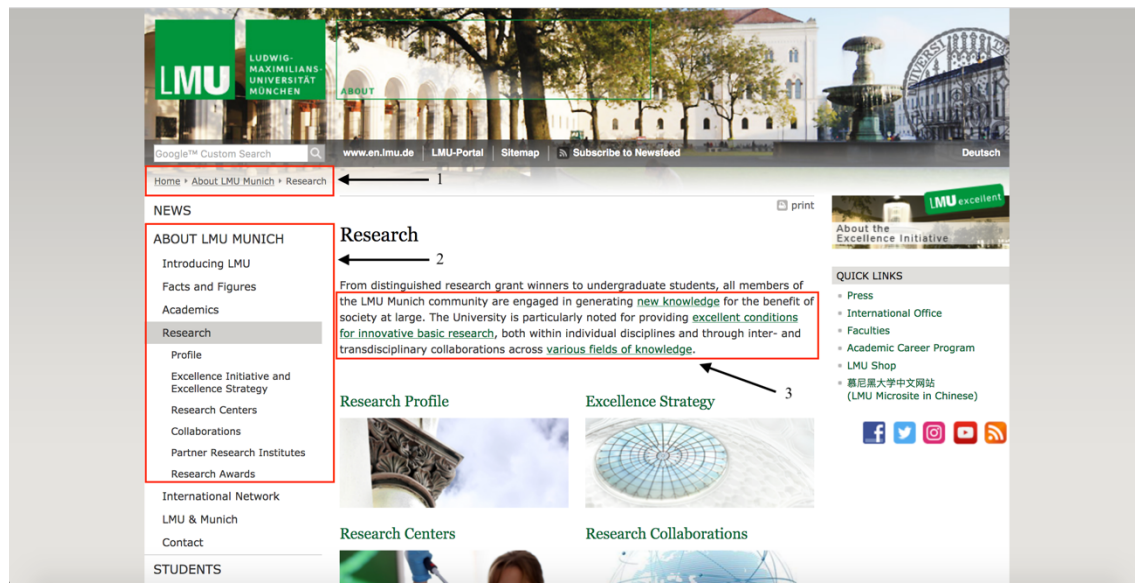 LMU
LUDWIG-
MAXIMILIANS-
UNIVERSITÄT
MÜNCHEN
ABOUT
Google™ Custom Search
www.en.lmu.de
LMU-Portal
Sitemap
Subscribe to Newsfeed
Deutsch
Home ▸ About LMU Munich ▸ Research
1
NEWS
ABOUT LMU MUNICH
2
Introducing LMU
Facts and Figures
Academics
Research
Profile
Excellence Initiative and
Excellence Strategy
Research Centers
Collaborations
Partner Research Institutes
Research Awards
International Network
LMU & Munich
Contact
STUDENTS
print
Research
From distinguished research grant winners to undergraduate students, all members of
the LMU Munich community are engaged in generating new knowledge for the benefit of
society at large. The University is particularly noted for providing excellent conditions
for innovative basic research, both within individual disciplines and through inter- and
transdisciplinary collaborations across various fields of knowledge.
3
Research Profile
Excellence Strategy
Research Centers
Research Collaborations
LMU excellent
About the
Excellence Initiative
QUICK LINKS
Press
International Office
Faculties
Academic Career Program
LMU Shop
慕尼黑大学中文网站
(LMU Microsite in Chinese)